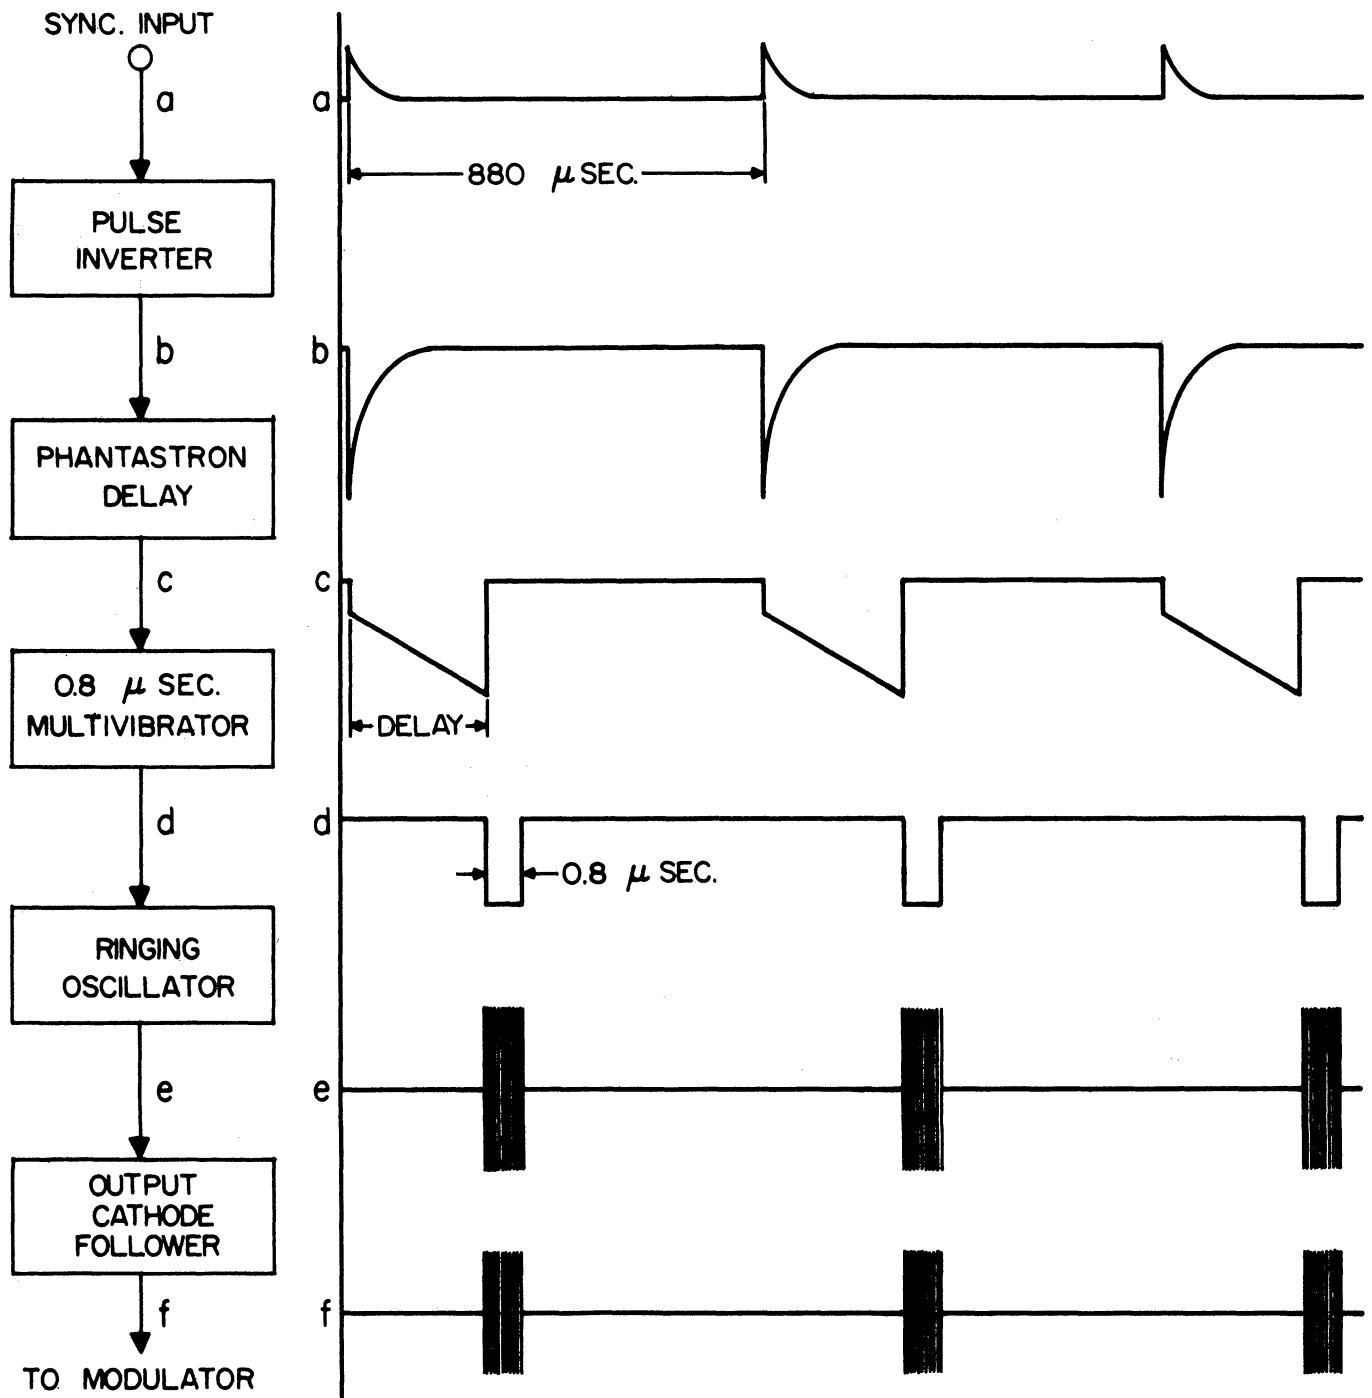 SYNC. INPUT
a
PULSE
INVERTER
b
PHANTASTRON
DELAY
c
0.8 μ SEC.
MULTIVIBRATOR
d
RINGING
OSCILLATOR
e
OUTPUT
CATHODE
FOLLOWER
f
TO MODULATOR
a
880 μ SEC.
b
c
DELAY
d
0.8 μ SEC.
e
f